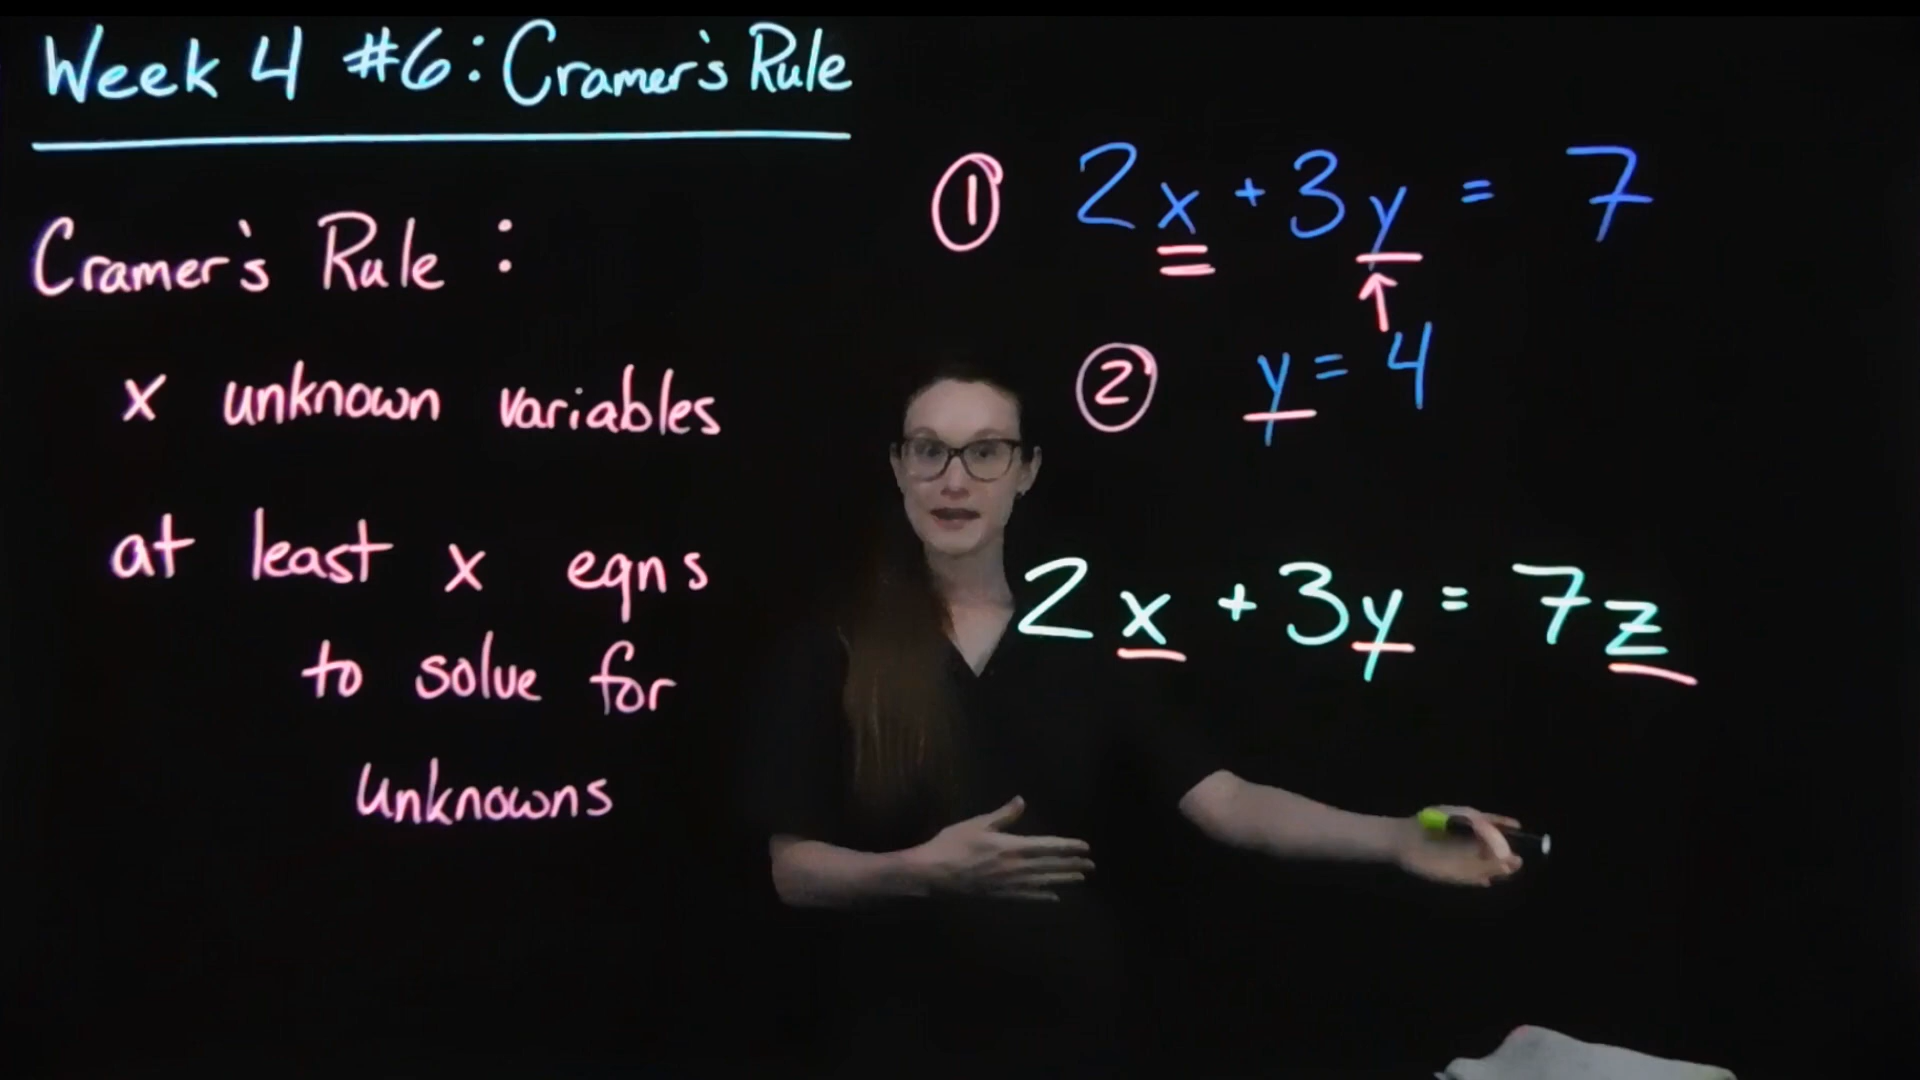 Week 4 #6: Cramer's Rule
Cramer's Rule:
x unknown variables
at least x eqns
to solve for
unknowns
① 2x + 3y = 7
② y = 4
2x + 3y = 7z